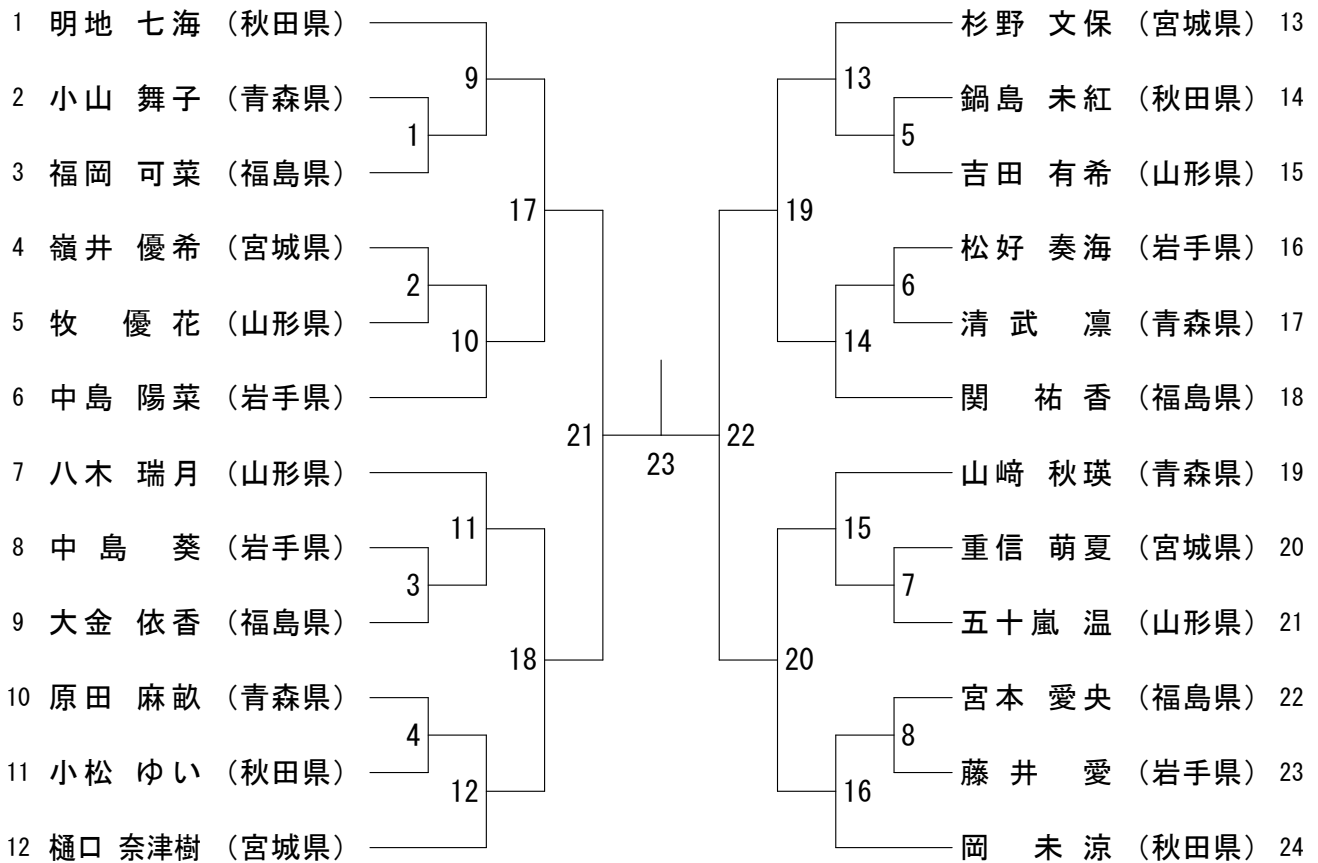 1 明地 七海 (秋田県)
2 小山 舞子 (青森県)
3 福岡 可菜 (福島県)
4 嶺井 優希 (宮城県)
5 牧 優花 (山形県)
6 中島 陽菜 (岩手県)
7 八木 瑞月 (山形県)
8 中島 葵 (岩手県)
9 大金 依香 (福島県)
10 原田 麻畝 (青森県)
11 小松 ゆい (秋田県)
12 樋口 奈津樹 (宮城県)
1
2
3
4
9
10
11
12
17
18
21
23
22
19
20
13
14
15
16
5
6
7
8
杉野 文保 (宮城県) 13
鍋島 未紅 (秋田県) 14
吉田 有希 (山形県) 15
松好 奏海 (岩手県) 16
清武 凛 (青森県) 17
関 祐香 (福島県) 18
山﨑 秋瑛 (青森県) 19
重信 萌夏 (宮城県) 20
五十嵐 温 (山形県) 21
宮本 愛央 (福島県) 22
藤井 愛 (岩手県) 23
岡 未涼 (秋田県) 24